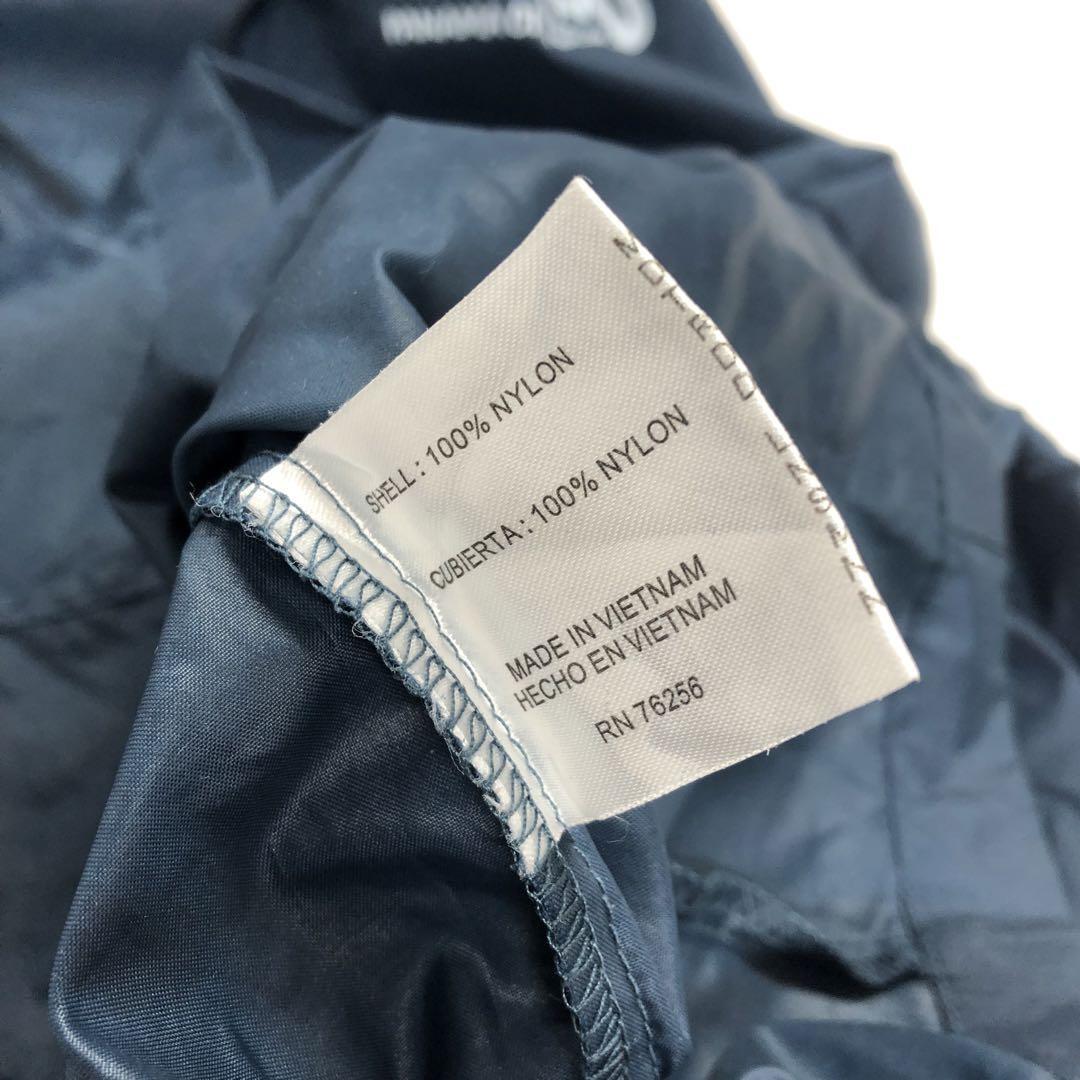 SHELL : 100% NYLON
CUBIERTA : 100% NYLON
MADE IN VIETNAM
HECHO EN VIETNAM
RN 76256